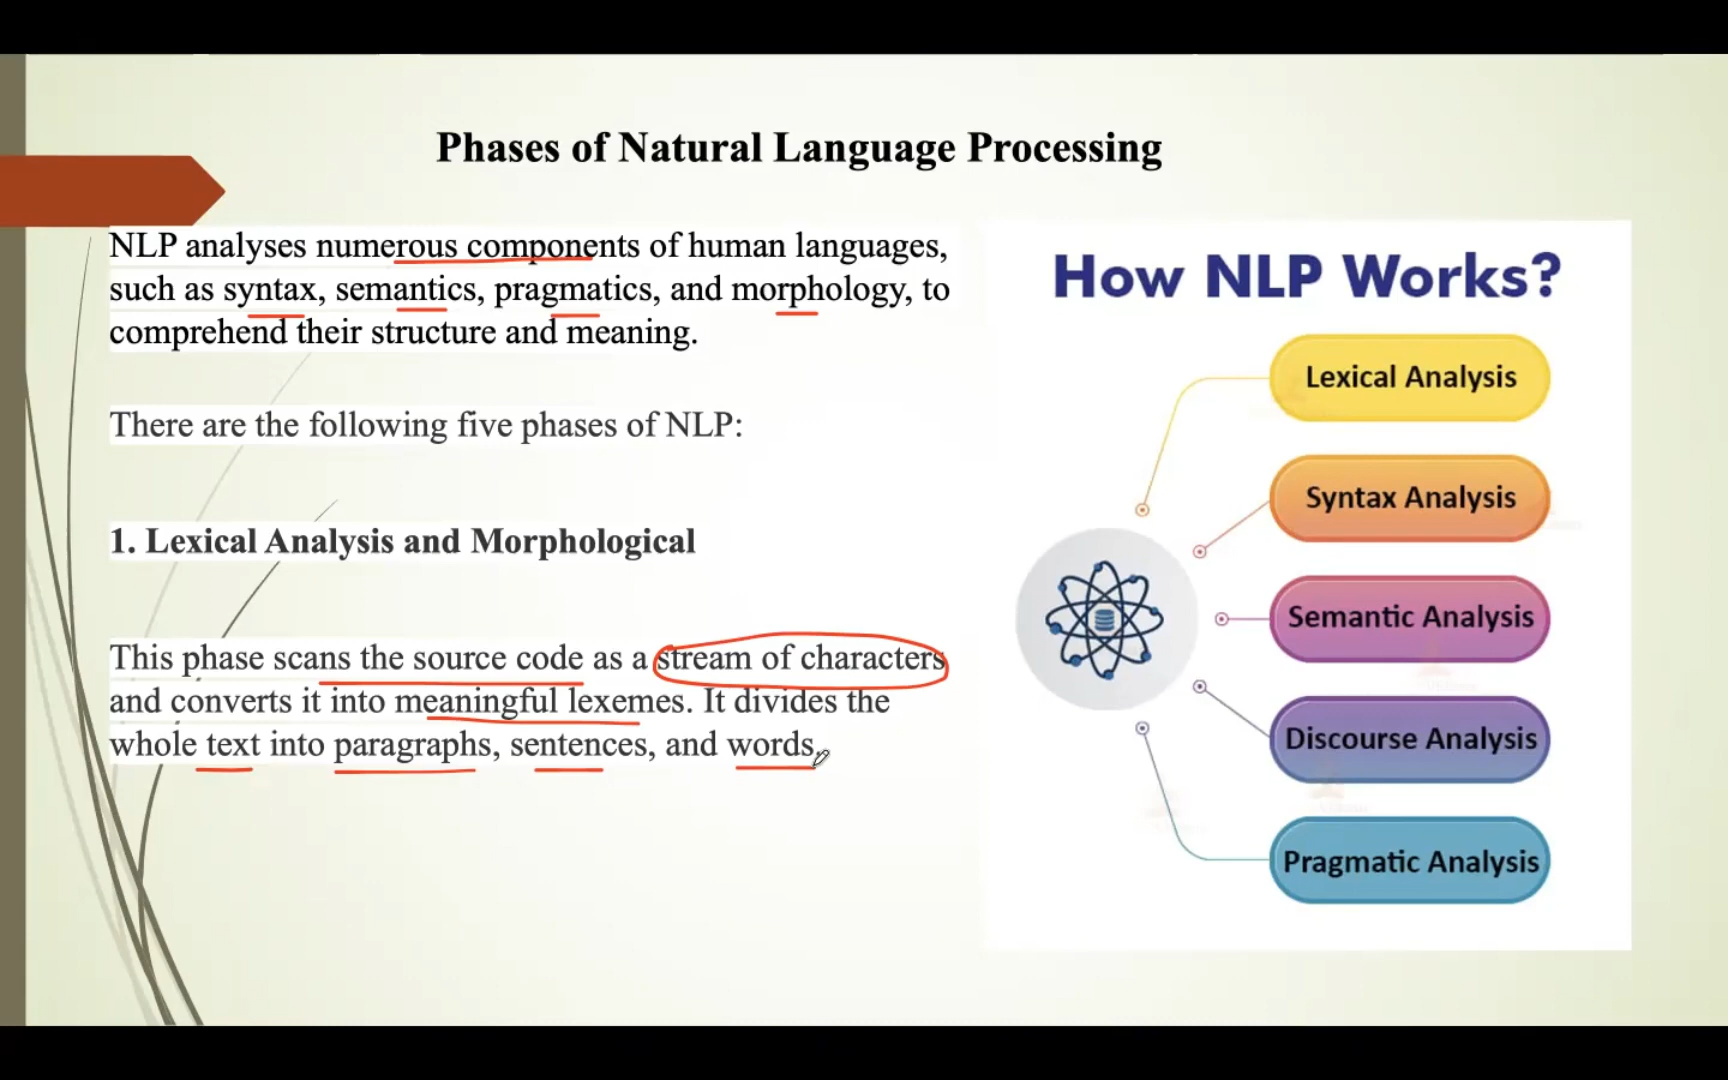 Phases of Natural Language Processing
NLP analyses numerous components of human languages,
such as syntax, semantics, pragmatics, and morphology, to
comprehend their structure and meaning.
There are the following five phases of NLP:
1. Lexical Analysis and Morphological
This phase scans the source code as a stream of characters
and converts it into meaningful lexemes. It divides the
whole text into paragraphs, sentences, and words.
How NLP Works?
Lexical Analysis
Syntax Analysis
Semantic Analysis
Discourse Analysis
Pragmatic Analysis